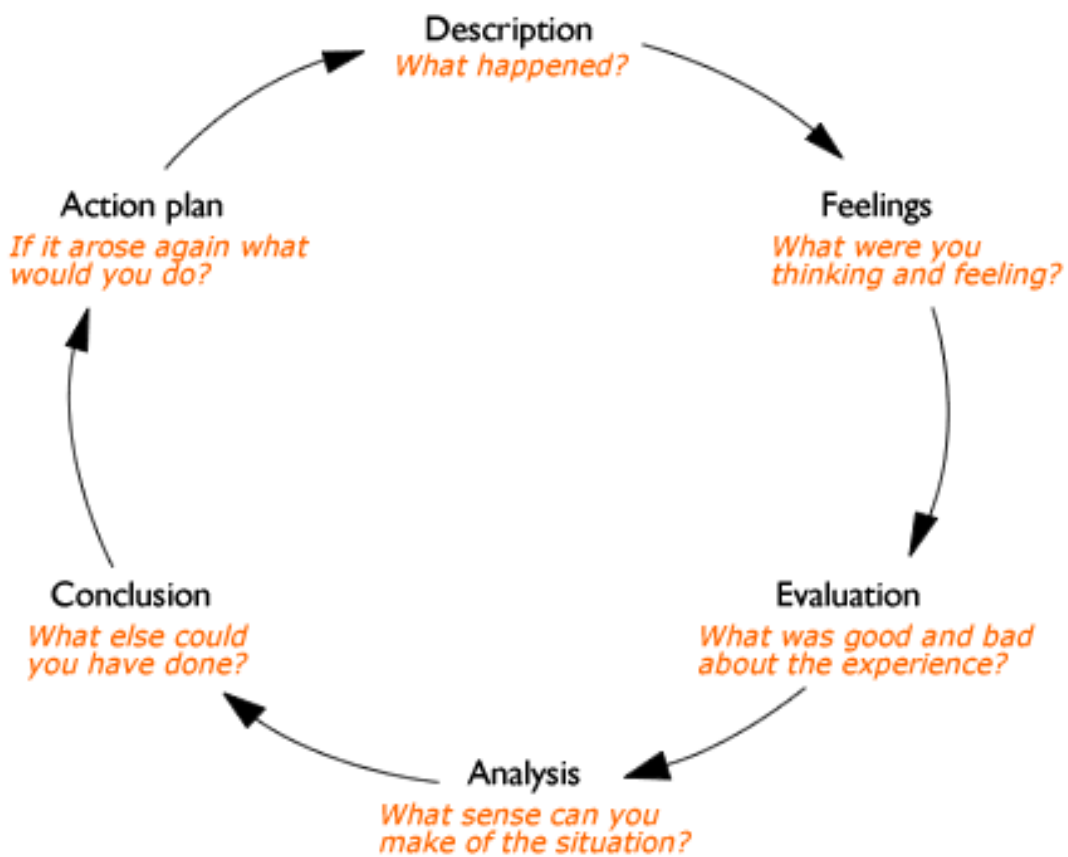 Description
What happened?
Feelings
What were you
thinking and feeling?
Evaluation
What was good and bad
about the experience?
Analysis
What sense can you
make of the situation?
Conclusion
What else could
you have done?
Action plan
If it arose again what
would you do?